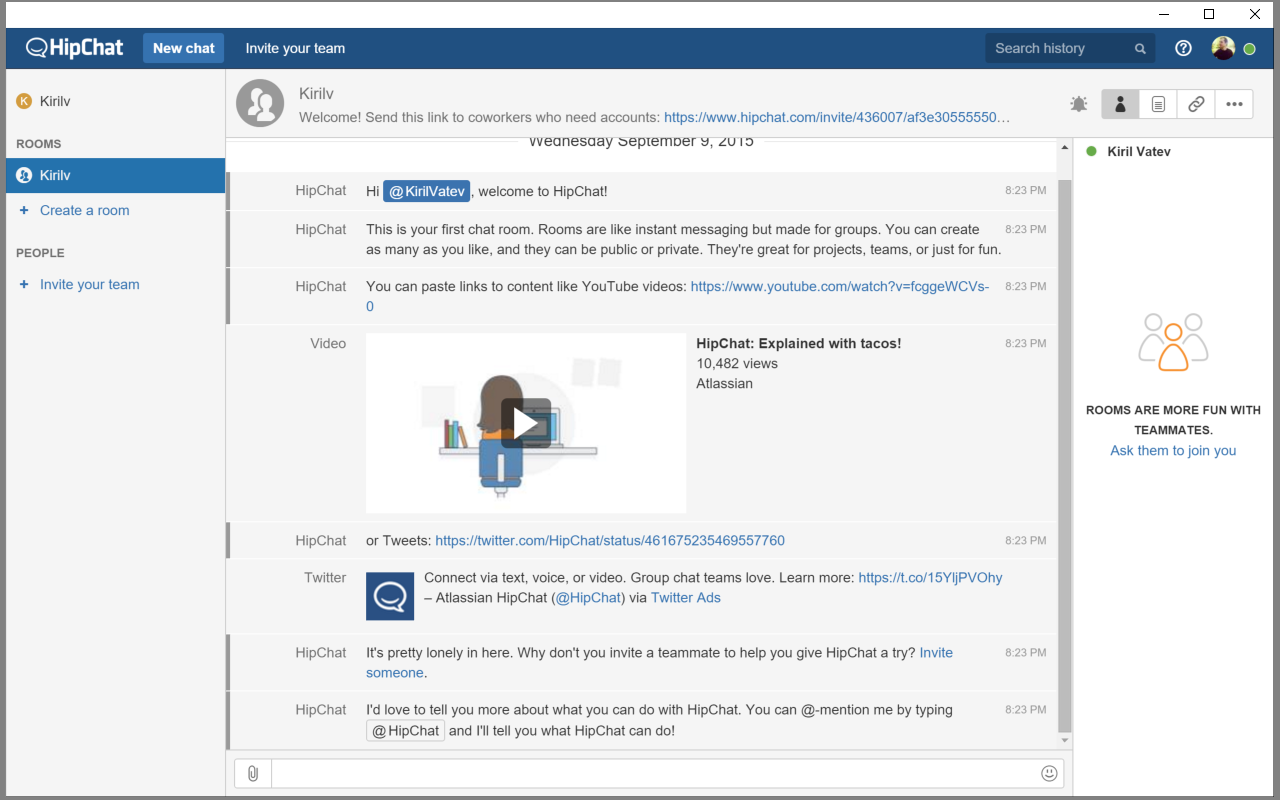 HipChat
New chat
Invite your team
Search history
K
Kirilv
ROOMS
Kirilv
+ Create a room
PEOPLE
+ Invite your team
Kirilv
Welcome! Send this link to coworkers who need accounts: https://www.hipchat.com/invite/436007/af3e30555550…
Wednesday September 9, 2015
HipChat Hi @KirilVatev, welcome to HipChat! 8:23 PM
HipChat This is your first chat room. Rooms are like instant messaging but made for groups. You can create 8:23 PM
as many as you like, and they can be public or private. They're great for projects, teams, or just for fun.
HipChat You can paste links to content like YouTube videos: https://www.youtube.com/watch?v=fcggeWCVs- 8:23 PM
0
Video HipChat: Explained with tacos! 8:23 PM
10,482 views
Atlassian
HipChat or Tweets: https://twitter.com/HipChat/status/461675235469557760 8:23 PM
Twitter Connect via text, voice, or video. Group chat teams love. Learn more: https://t.co/15YljPVOhy
– Atlassian HipChat (@HipChat) via Twitter Ads
HipChat It's pretty lonely in here. Why don't you invite a teammate to help you give HipChat a try? Invite 8:23 PM
someone.
HipChat I'd love to tell you more about what you can do with HipChat. You can @-mention me by typing 8:23 PM
@HipChat and I'll tell you what HipChat can do!
Kiril Vatev
ROOMS ARE MORE FUN WITH
TEAMMATES.
Ask them to join you